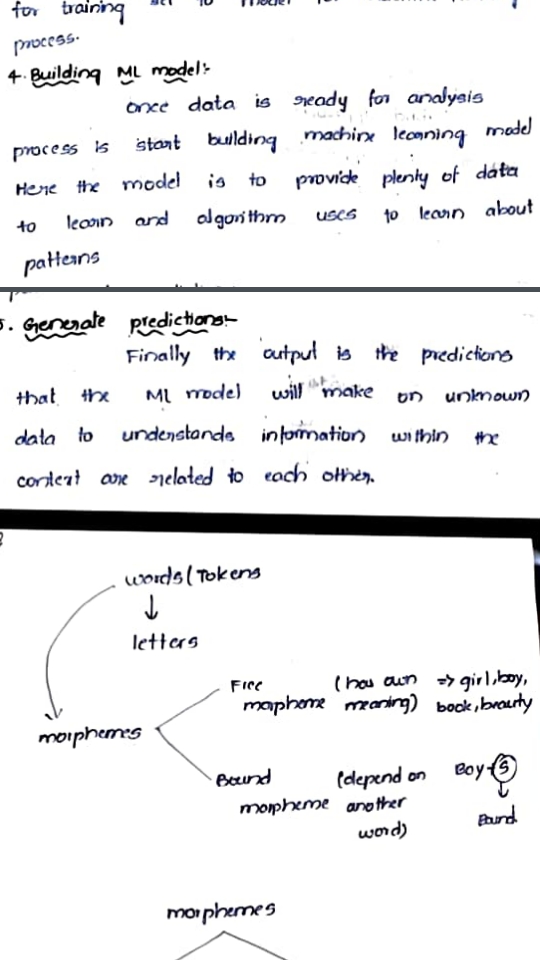 for training set to model for
process.
4. Building ML model:-
once data is ready for analysis
process is start building machine learning model
Here the model is to provide plenty of data
to learn and algorithm uses to learn about
patterns
5. Generate predictions:-
Finally the output is the predictions
that the ML model will make on unknown
data to understands information within the
context are related to each other.
words (Tokens
↓
letters
morphemes
Free (has own => girl, boy,
morpheme meaning) book, beauty
Bound (depend on Boy-s
morpheme another ↓
word) Bound
morphemes